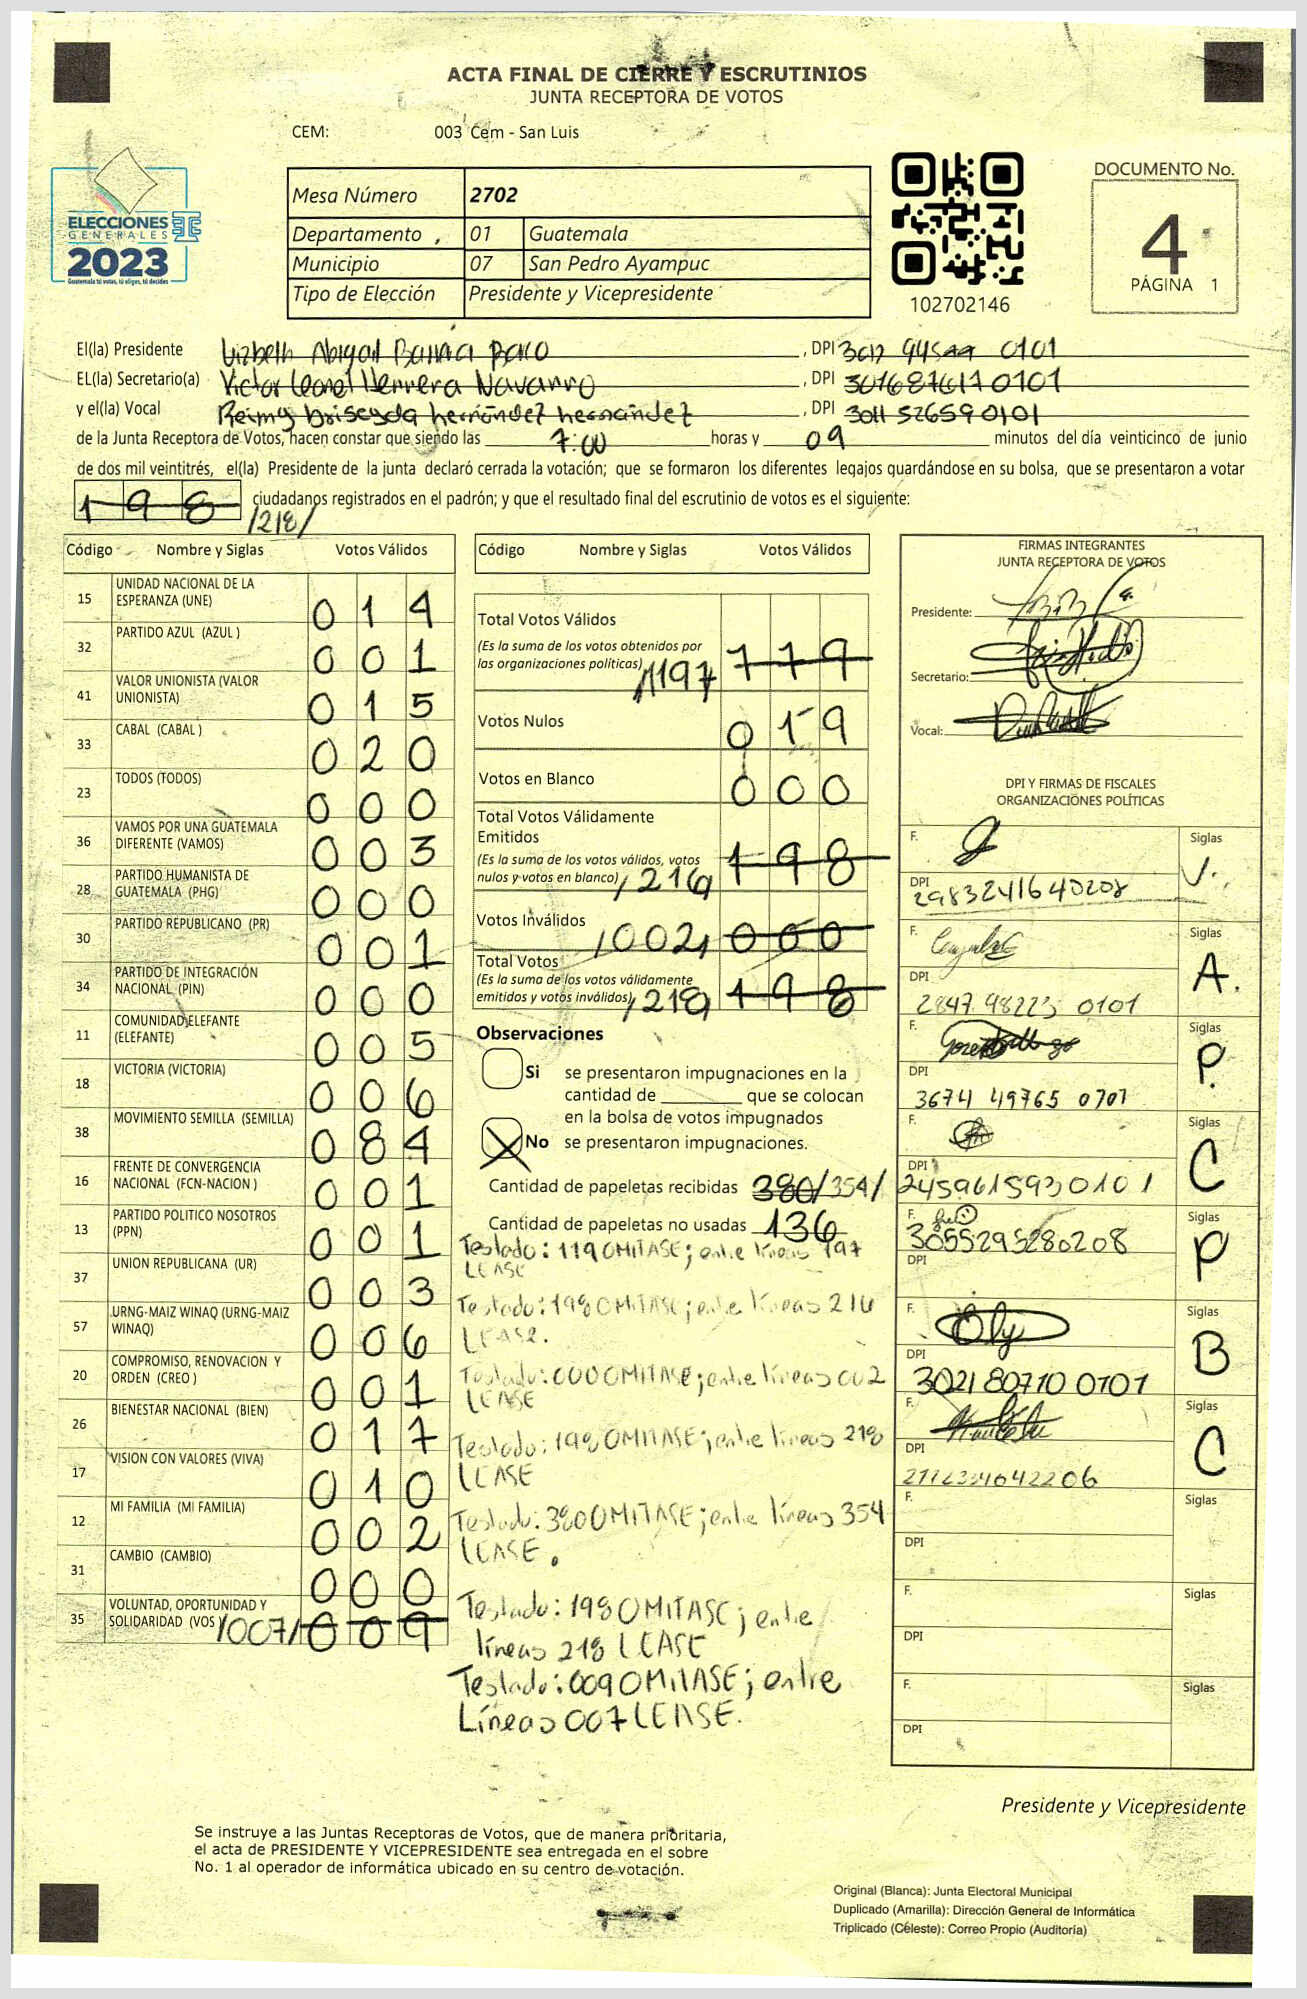 ACTA FINAL DE CIERRE Y ESCRUTINIOS
JUNTA RECEPTORA DE VOTOS
CEM: 003 Cem - San Luis
ELECCIONES
GENERALES
2023
Guatemala tú votas, tú eliges, tú decides
Mesa Número 2702
Departamento 01 Guatemala
Municipio 07 San Pedro Ayampuc
Tipo de Elección Presidente y Vicepresidente
102702146
DOCUMENTO No.
4
PÁGINA 1
El(la) Presidente Lizbeth Abigail , DPI 0101
EL(la) Secretario(a) Victor Leonel Herrera Navarro , DPI 3016876170101
y el(la) Vocal Reimy briseyda hernández hernández , DPI 3011 526590101
de la Junta Receptora de Votos, hacen constar que siendo las 7:00 horas y 09 minutos del día veinticinco de junio
de dos mil veintitrés, el(la) Presidente de la junta declaró cerrada la votación; que se formaron los diferentes legajos guardándose en su bolsa, que se presentaron a votar
198 ciudadanos registrados en el padrón; y que el resultado final del escrutinio de votos es el siguiente:
/218/
Código Nombre y Siglas Votos Válidos
15 UNIDAD NACIONAL DE LA ESPERANZA (UNE) 014
32 PARTIDO AZUL (AZUL ) 001
41 VALOR UNIONISTA (VALOR UNIONISTA) 015
33 CABAL (CABAL ) 020
23 TODOS (TODOS) 000
36 VAMOS POR UNA GUATEMALA DIFERENTE (VAMOS) 003
28 PARTIDO HUMANISTA DE GUATEMALA (PHG) 000
30 PARTIDO REPUBLICANO (PR) 001
34 PARTIDO DE INTEGRACIÓN NACIONAL (PIN) 000
11 COMUNIDAD ELEFANTE (ELEFANTE) 005
18 VICTORIA (VICTORIA) 006
38 MOVIMIENTO SEMILLA (SEMILLA) 084
16 FRENTE DE CONVERGENCIA NACIONAL (FCN-NACION ) 001
13 PARTIDO POLITICO NOSOTROS (PPN) 001
37 UNION REPUBLICANA (UR) 003
57 URNG-MAIZ WINAQ (URNG-MAIZ WINAQ) 006
20 COMPROMISO, RENOVACION Y ORDEN (CREO ) 001
26 BIENESTAR NACIONAL (BIEN) 017
17 VISION CON VALORES (VIVA) 010
12 MI FAMILIA (MI FAMILIA) 002
31 CAMBIO (CAMBIO) 000
35 VOLUNTAD, OPORTUNIDAD Y SOLIDARIDAD (VOS) /007/ 009
Código Nombre y Siglas Votos Válidos
Total Votos Válidos
(Es la suma de los votos obtenidos por
las organizaciones políticas) /197 779
Votos Nulos 019
Votos en Blanco 000
Total Votos Válidamente
Emitidos
(Es la suma de los votos válidos, votos
nulos y votos en blanco) /216/ 198
Votos Inválidos /002/ 000
Total Votos
(Es la suma de los votos válidamente
emitidos y votos inválidos) /218/ 198
Observaciones
Si se presentaron impugnaciones en la
cantidad de ________ que se colocan
en la bolsa de votos impugnados
No se presentaron impugnaciones.
Cantidad de papeletas recibidas 380/354/
Cantidad de papeletas no usadas 136
Testado: 119 OMITASE; entre líneas 197
LEASE
Testado: 198 OMITASE; entre líneas 216
LEASE.
Testado: 000 OMITASE; entre líneas 002
LEASE
Testado: 198 OMITASE; entre líneas 218
LEASE
Testado: 380 OMITASE; entre líneas 354
LEASE.
Testado: 198 OMITASE; entre
líneas 218 LEASE
Testado: 009 OMITASE; entre
Líneas 007 LEASE.
FIRMAS INTEGRANTES
JUNTA RECEPTORA DE VOTOS
Presidente:
Secretario:
Vocal:
DPI Y FIRMAS DE FISCALES
ORGANIZACIONES POLÍTICAS
F. Siglas
DPI 2983241640208 V.
F. Siglas
DPI 2847 98223 0101 A.
F. Siglas
DPI 3674 49765 0701 P.
F. Siglas
DPI 2459615930101 C
F. Siglas
3055295280208 P
DPI
F. Siglas
DPI 3021 80710 0101 B
F. Siglas
DPI C
F. Siglas
DPI
F. Siglas
DPI
F. Siglas
DPI
Presidente y Vicepresidente
Se instruye a las Juntas Receptoras de Votos, que de manera prioritaria,
el acta de PRESIDENTE Y VICEPRESIDENTE sea entregada en el sobre
No. 1 al operador de informática ubicado en su centro de votación.
Original (Blanca): Junta Electoral Municipal
Duplicado (Amarilla): Dirección General de Informática
Triplicado (Céleste): Correo Propio (Auditoría)